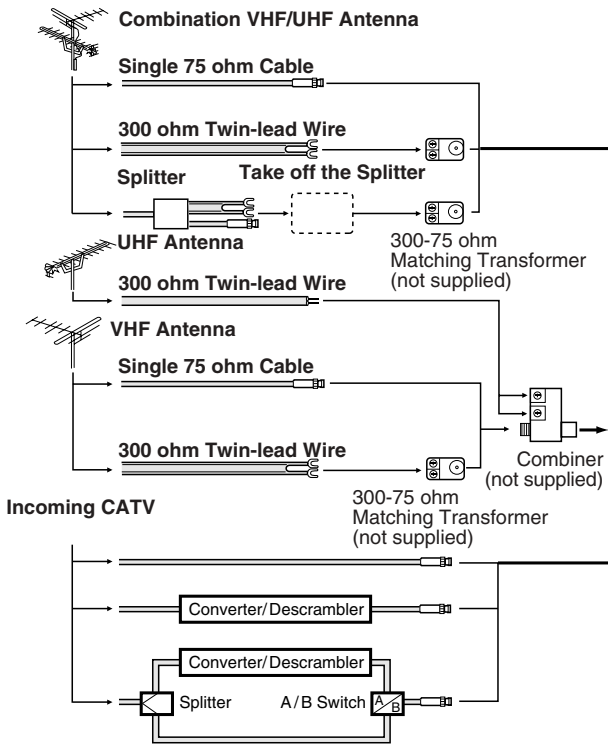 Combination VHF/UHF Antenna
Single 75 ohm Cable
300 ohm Twin-lead Wire
Splitter
Take off the Splitter
300-75 ohm
Matching Transformer
(not supplied)
UHF Antenna
300 ohm Twin-lead Wire
VHF Antenna
Single 75 ohm Cable
300 ohm Twin-lead Wire
Combiner
(not supplied)
300-75 ohm
Matching Transformer
(not supplied)
Incoming CATV
Converter/Descrambler
Converter/Descrambler
Splitter
A/B Switch
A
B